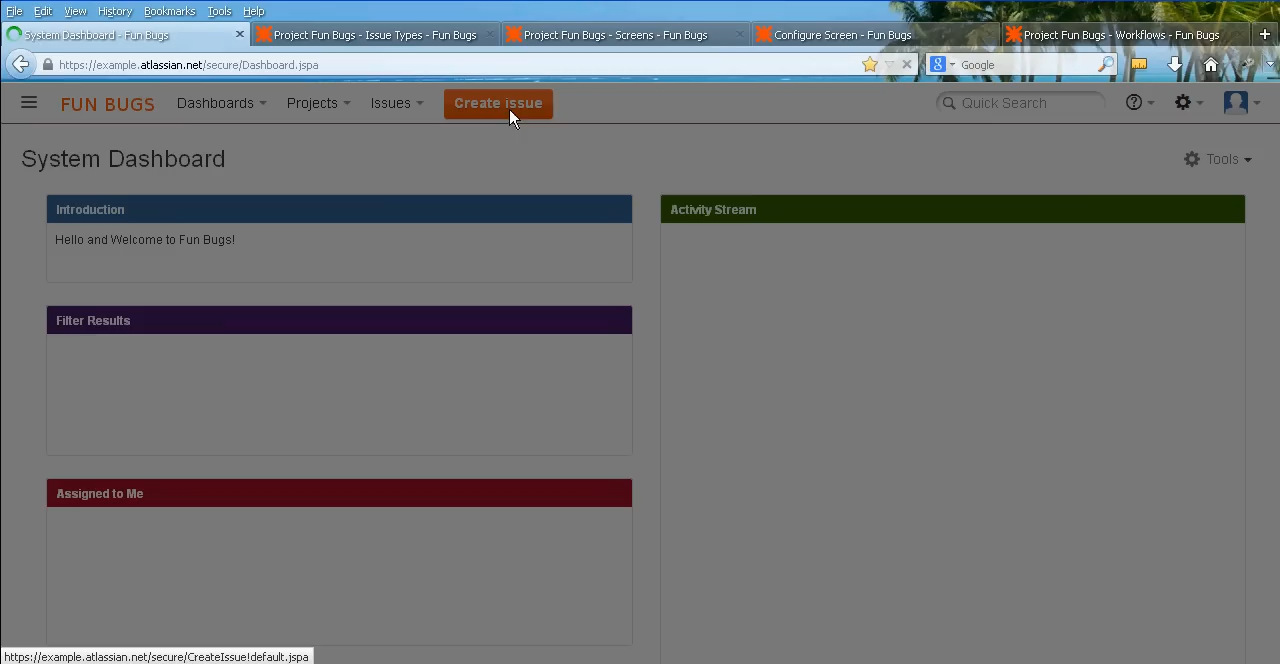 File Edit View History Bookmarks Tools Help
System Dashboard - Fun Bugs
Project Fun Bugs - Issue Types - Fun Bugs
Project Fun Bugs - Screens - Fun Bugs
Configure Screen - Fun Bugs
Project Fun Bugs - Workflows - Fun Bugs
https://example.atlassian.net/secure/Dashboard.jspa
Google
FUN BUGS Dashboards Projects Issues Create issue Quick Search
System Dashboard
Tools
Introduction
Hello and Welcome to Fun Bugs!
Activity Stream
Filter Results
Assigned to Me
https://example.atlassian.net/secure/CreateIssue!default.jspa